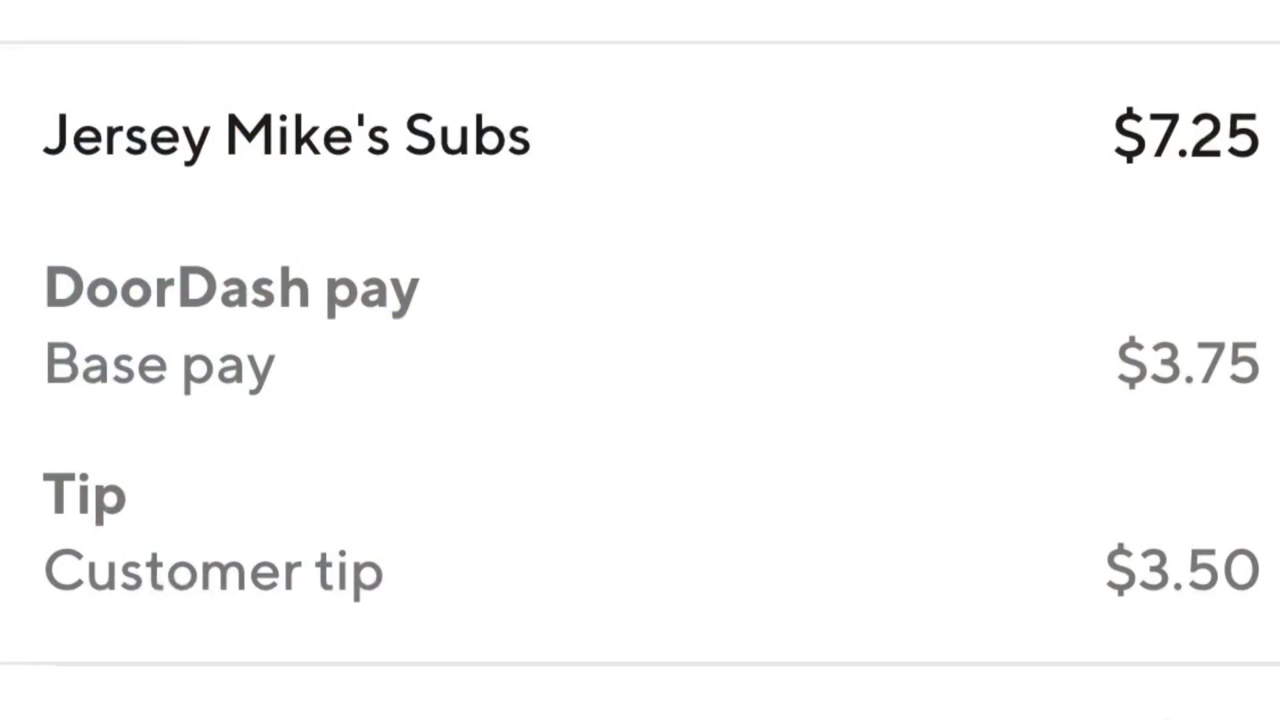 Jersey Mike's Subs $7.25
DoorDash pay
Base pay $3.75
Tip
Customer tip $3.50